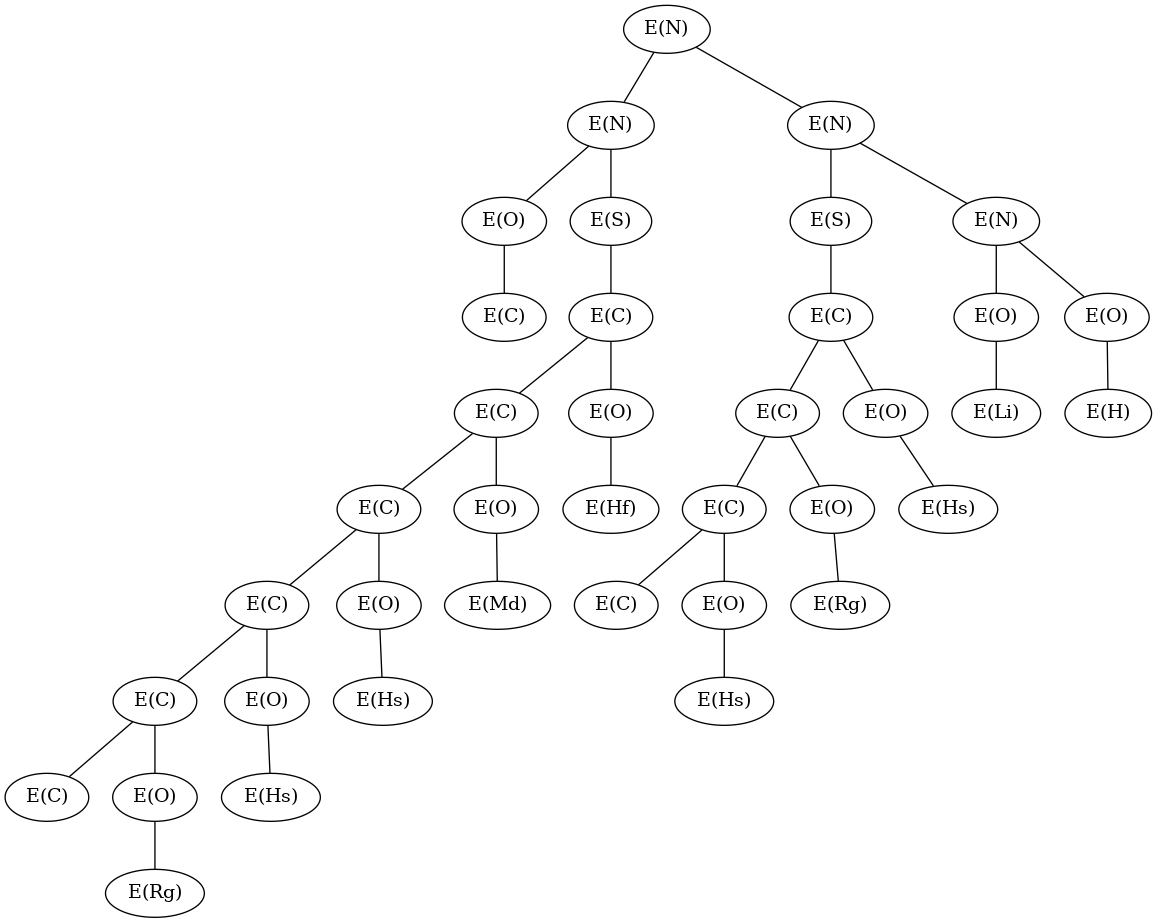 E(N)
E(N) E(N)
E(O) E(S) E(S) E(N)
E(C) E(C) E(C) E(O) E(O)
E(C) E(O) E(C) E(O) E(Li) E(H)
E(C) E(O) E(Hf) E(C) E(O) E(Hs)
E(C) E(O) E(Md) E(C) E(O) E(Rg)
E(C) E(O) E(Hs) E(Hs)
E(C) E(O) E(Hs)
E(Rg)